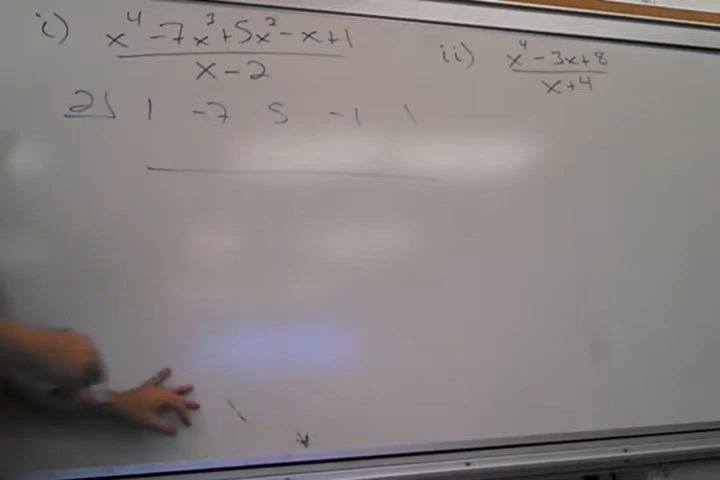 i) x⁴ - 7x³ + 5x² - x + 1
x - 2
ii) x⁴ - 3x + 8
x + 4
2⌋ 1 -7 5 -1 1